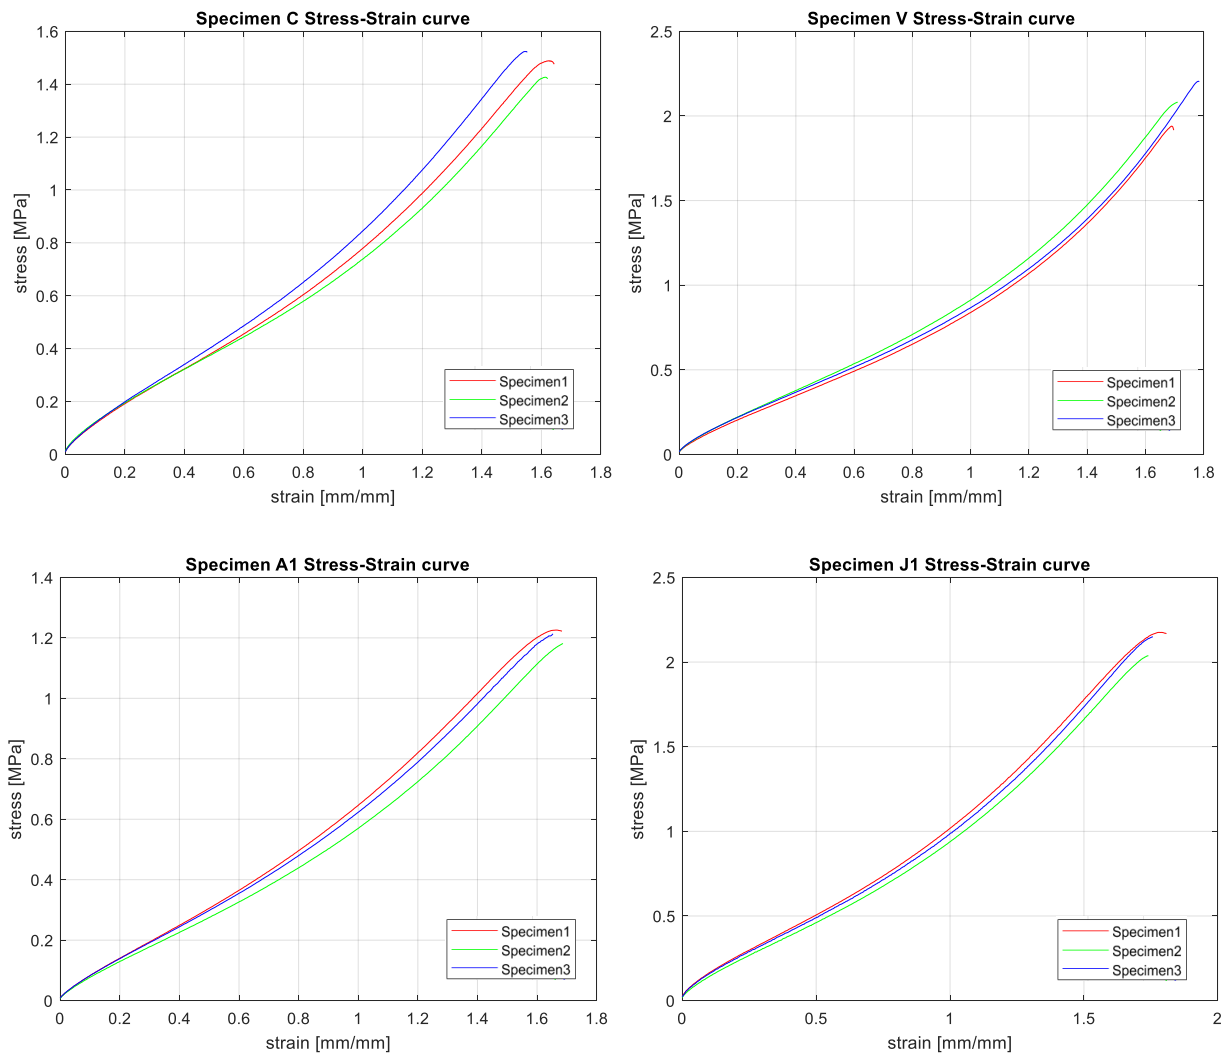 Specimen C Stress-Strain curve
1.6
1.4
1.2
1
0.8
0.6
0.4
0.2
0
stress [MPa]
Specimen1
Specimen2
Specimen3
0 0.2 0.4 0.6 0.8 1 1.2 1.4 1.6 1.8
strain [mm/mm]
Specimen V Stress-Strain curve
2.5
2
1.5
1
0.5
0
stress [MPa]
Specimen1
Specimen2
Specimen3
0 0.2 0.4 0.6 0.8 1 1.2 1.4 1.6 1.8
strain [mm/mm]
Specimen A1 Stress-Strain curve
1.4
1.2
1
0.8
0.6
0.4
0.2
0
stress [MPa]
Specimen1
Specimen2
Specimen3
0 0.2 0.4 0.6 0.8 1 1.2 1.4 1.6 1.8
strain [mm/mm]
Specimen J1 Stress-Strain curve
2.5
2
1.5
1
0.5
0
stress [MPa]
Specimen1
Specimen2
Specimen3
0 0.5 1 1.5 2
strain [mm/mm]